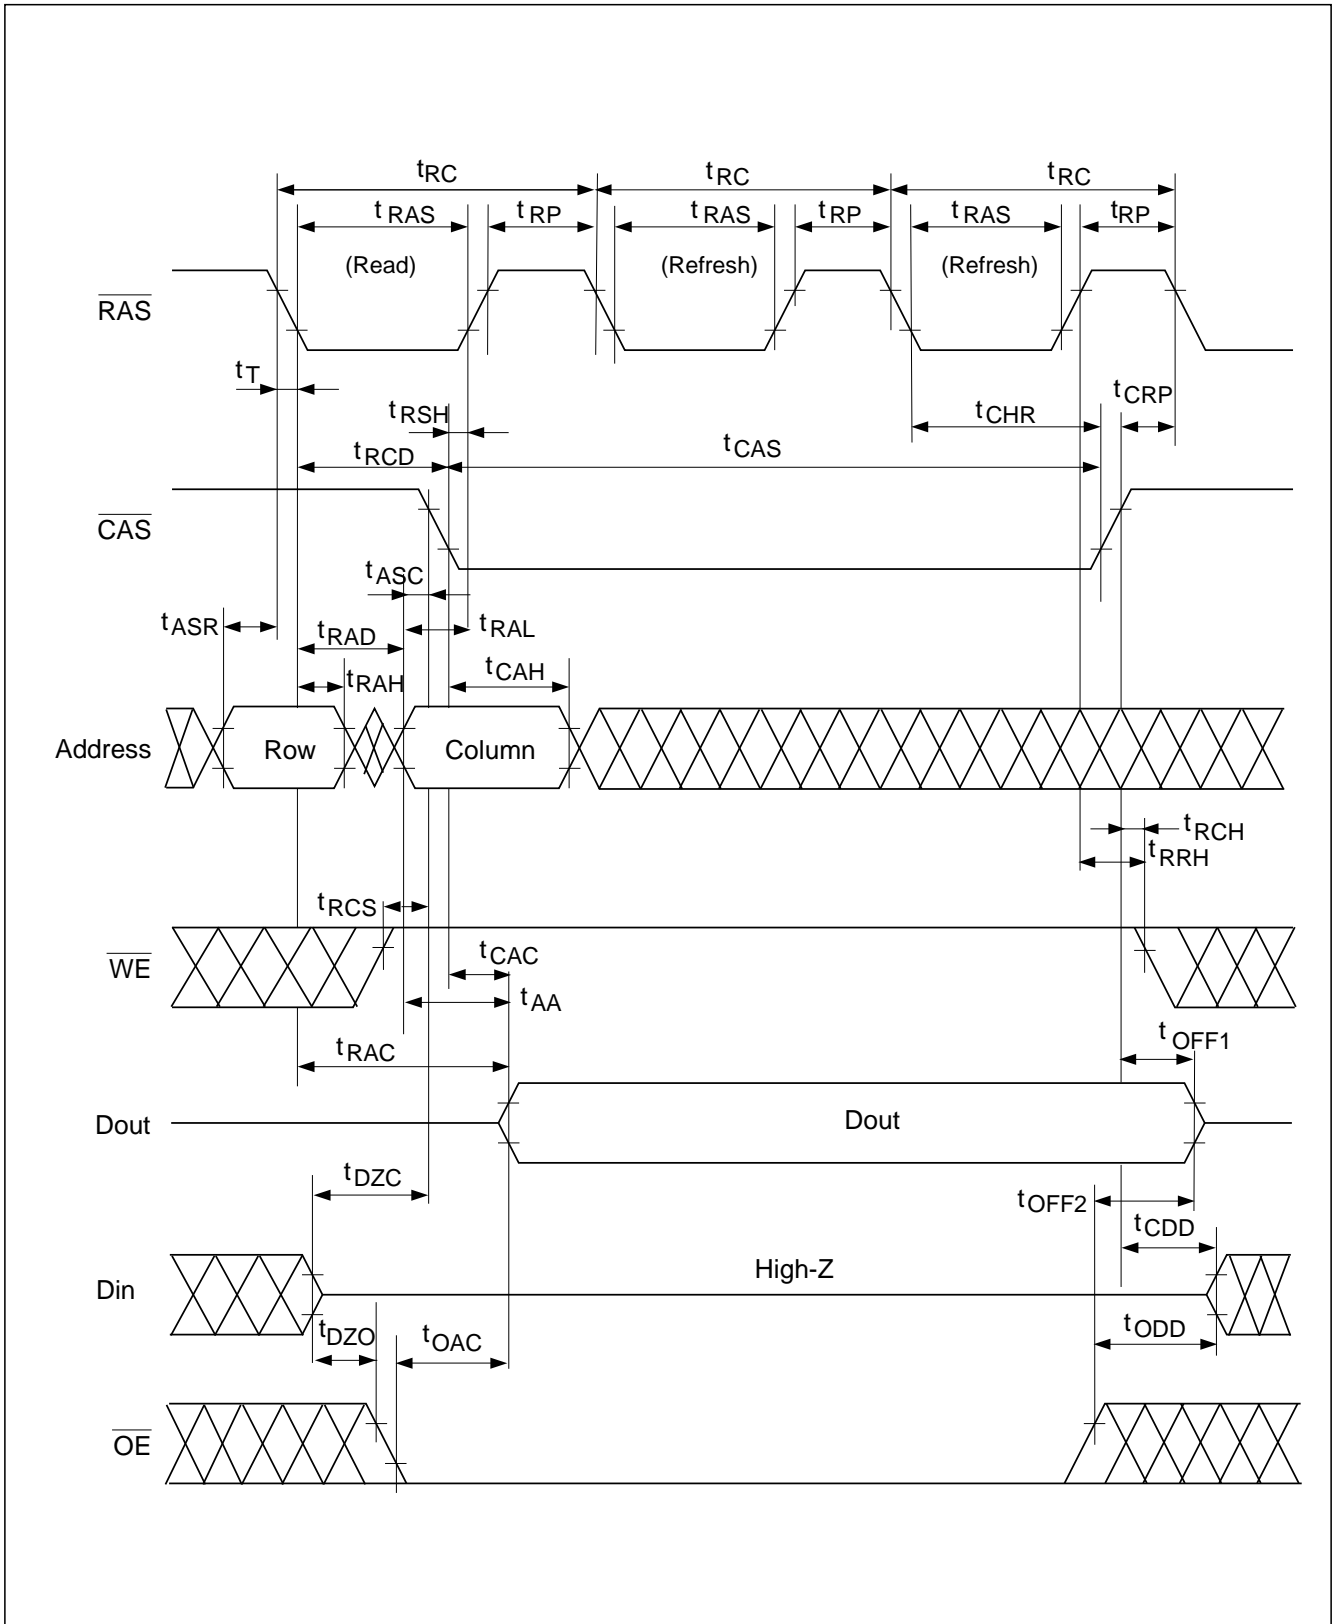 tRC tRC tRC
tRAS tRP tRAS tRP tRAS tRP
(Read) (Refresh) (Refresh)
RAS
tT
tCRP
tRSH tCHR
tRCD tCAS
CAS
tASC
tASR tRAD tRAL
tRAH tCAH
Address Row Column
tRCH
tRRH
tRCS
WE tCAC
tAA
tRAC tOFF1
Dout Dout
tDZC
tOFF2
tCDD
Din High-Z
tDZO tOAC tODD
OE